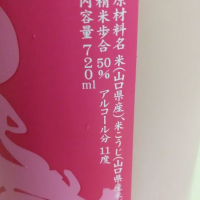 原材料名 米(山口県産)、米こうじ(山口県産米
精米歩合 50% アルコール分 11度
内容量 720ml